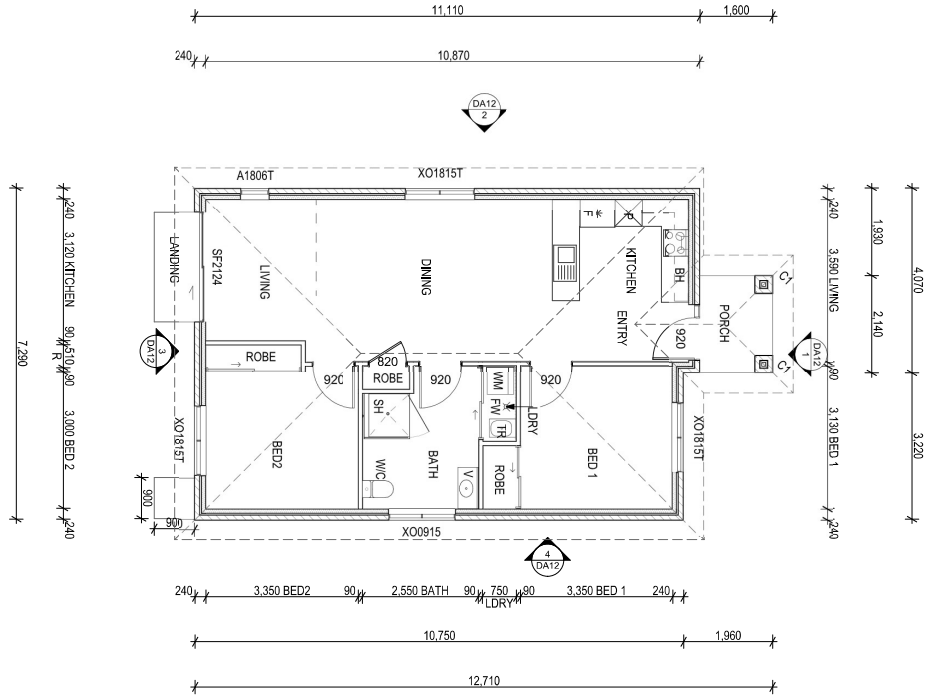 11,110
1,600
240
10,870
DA12
2
A1806T
XO1815T
240
3,120 KITCHEN
90
510
R
90
3,000 BED 2
240
7,290
LANDING
SF2124
LIVING
DINING
F
P
KITCHEN
BH
ENTRY
PORCH
C1
C1
920
3
DA12
1
DA12
240
3,590 LIVING
90
3,130 BED 1
240
1,930
2,140
4,070
3,220
ROBE
820
ROBE
920
920
920
WM
FW
TR
LDRY
SH
XO1815T
BED2
W/C
BATH
V
ROBE
BED 1
XO1815T
900
900
XO0915
4
DA12
240
3,350 BED2
90
2,550 BATH
90
750
90
3,350 BED 1
240
LDRY
10,750
1,960
12,710